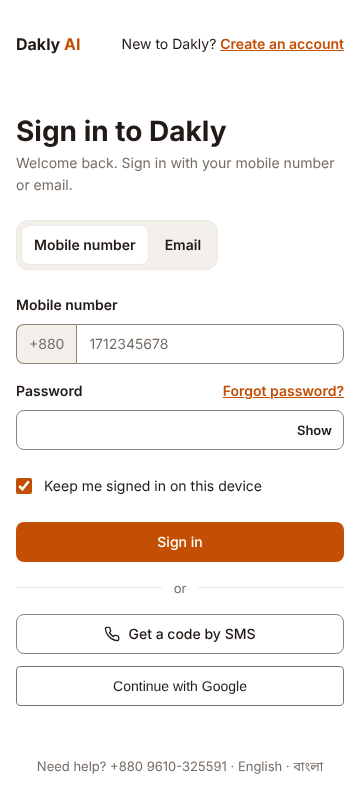 Dakly AI
New to Dakly? Create an account
Sign in to Dakly
Welcome back. Sign in with your mobile number
or email.
Mobile number
Email
Mobile number
+880
1712345678
Password
Forgot password?
Show
Keep me signed in on this device
Sign in
or
Get a code by SMS
Continue with Google
Need help? +880 9610-325591 · English · বাংলা